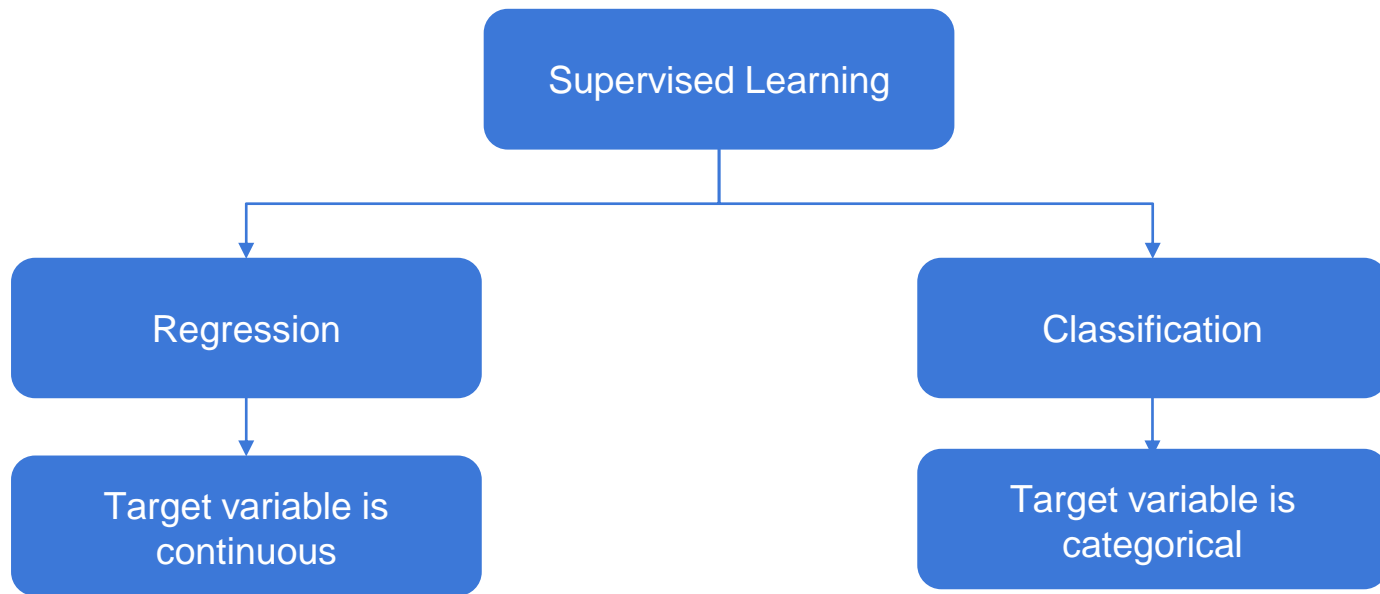 Supervised Learning
Regression
Classification
Target variable is
continuous
Target variable is
categorical